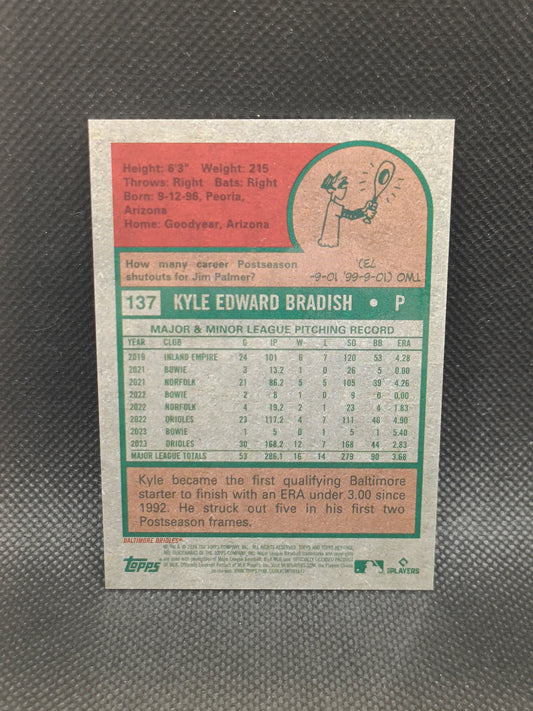 Height: 6'3" Weight: 215
Throws: Right Bats: Right
Born: 9-12-96, Peoria,
Arizona
Home: Goodyear, Arizona
How many career Postseason
shutouts for Jim Palmer?
TWO (10-6-66, 10-6-
73)
137 KYLE EDWARD BRADISH • P
MAJOR & MINOR LEAGUE PITCHING RECORD
YEAR CLUB G IP W L SO BB ERA
2019 INLAND EMPIRE 24 101 6 7 120 53 4.28
2021 BOWIE 3 13.2 1 0 26 5 0.00
2021 NORFOLK 21 86.2 5 5 105 39 4.26
2022 BOWIE 2 8 1 0 9 0 0.00
2022 NORFOLK 4 19.2 2 1 23 4 1.83
2022 ORIOLES 23 117.2 4 7 111 46 4.90
2023 BOWIE 1 5 0 1 5 1 5.40
2023 ORIOLES 30 168.2 12 7 168 44 2.83
MAJOR LEAGUE TOTALS 53 286.1 16 14 279 90 3.68
Kyle became the first qualifying Baltimore
starter to finish with an ERA under 3.00 since
1992. He struck out five in his first two
Postseason frames.
BALTIMORE ORIOLES®
topps
PLAYERS